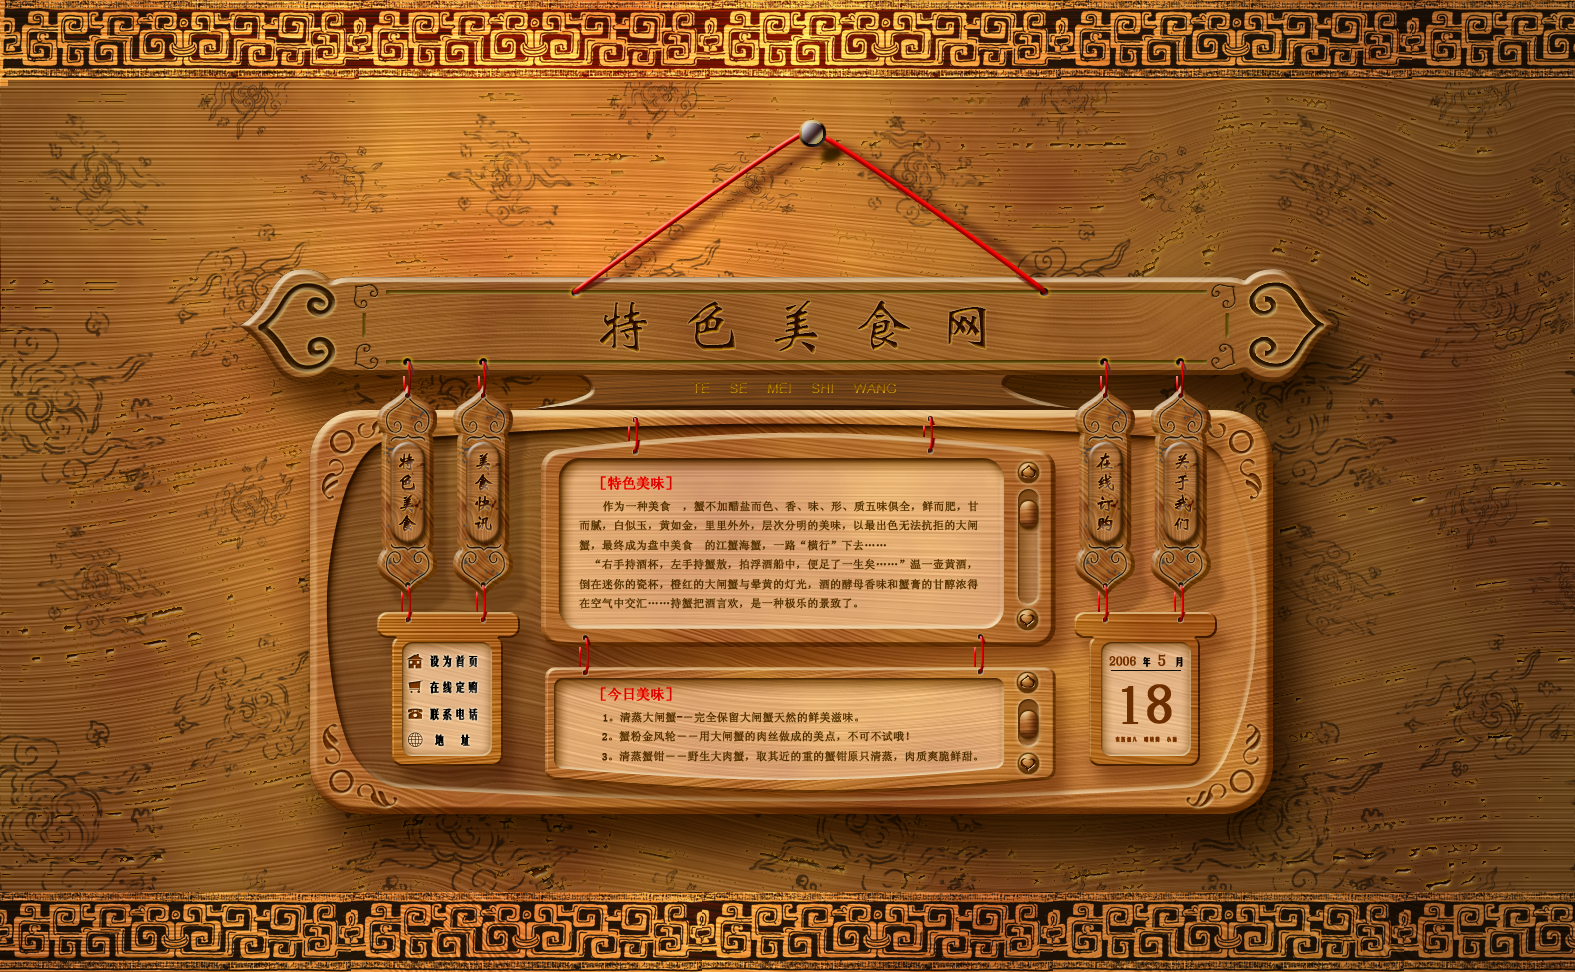 特色美食网
TE SE MEI SHI WANG
特色美食
美食快讯
在线订购
关于我们
[特色美味]
作为一种美食 ，蟹不加醋盐而色、香、味、形、质五味俱全，鲜而肥，甘
而腻，白似玉，黄如金，里里外外，层次分明的美味，以最出色无法抗拒的大闸
蟹，最终成为盘中美食 的江蟹海蟹，一路“横行”下去……
“右手持酒杯，左手持蟹敖，拍浮酒船中，便足了一生矣……”温一壶黄酒，
倒在迷你的瓷杯，橙红的大闸蟹与晕黄的灯光，酒的酵母香味和蟹膏的甘醇浓得
在空气中交汇……持蟹把酒言欢，是一种极乐的景致了。
设为首页
在线定购
联系电话
地 址
[今日美味]
1。清蒸大闸蟹--完全保留大闸蟹天然的鲜美滋味。
2。蟹粉金风轮——用大闸蟹的肉丝做成的美点，不可不试哦！
3。清蒸蟹钳——野生大肉蟹，取其近的重的蟹钳原只清蒸，肉质爽脆鲜甜。
2006 年 5 月
18